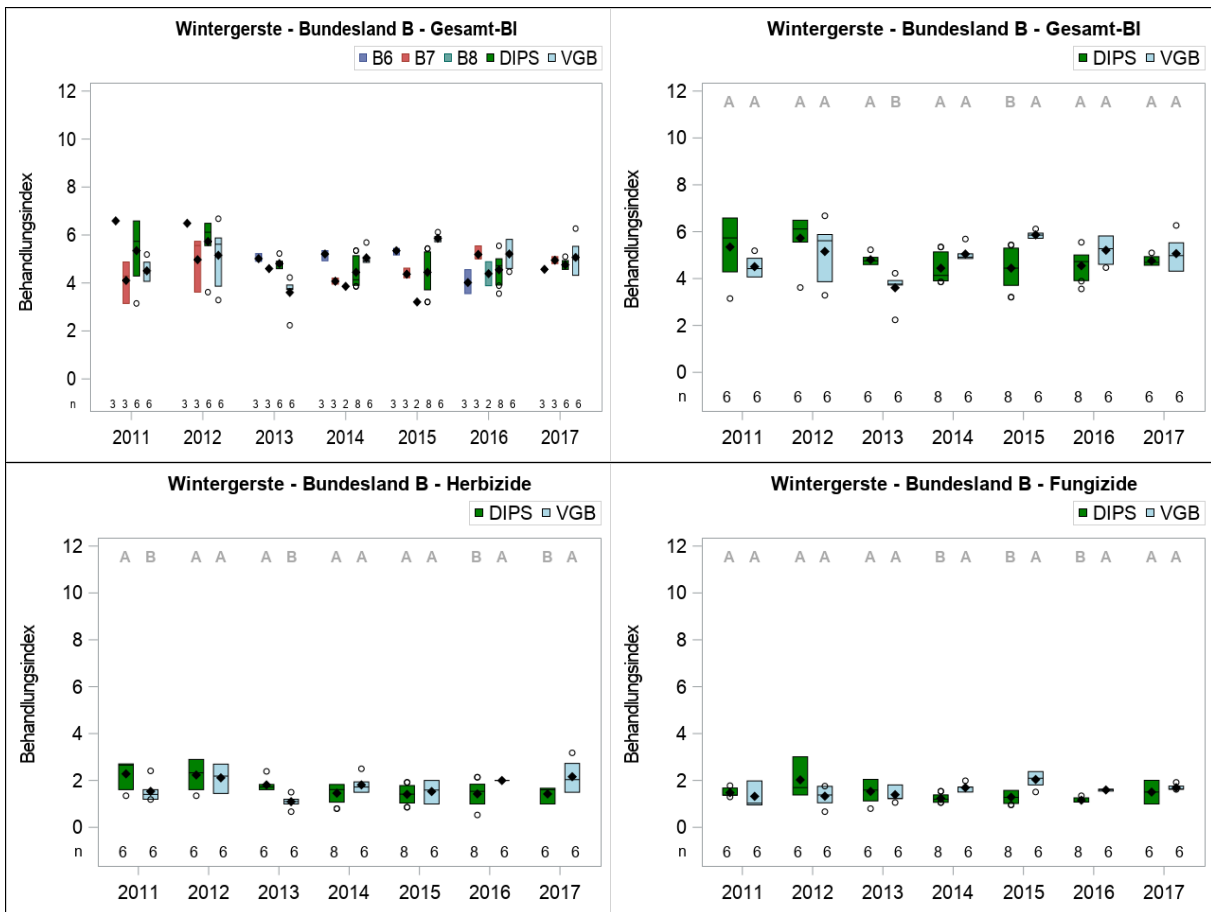 Wintergerste - Bundesland B - Gesamt-BI
B6 B7 B8 DIPS VGB
Behandlungsindex
12
10
8
6
4
2
0
n 3 3 6 6 3 3 6 6 3 3 6 6 3 3 2 8 6 3 3 2 8 6 3 3 2 8 6 3 3 6 6
2011 2012 2013 2014 2015 2016 2017
Wintergerste - Bundesland B - Gesamt-BI
DIPS VGB
Behandlungsindex
12
A A A A A B A A B A A A A A
10
8
6
4
2
0
n 6 6 6 6 6 6 8 6 8 6 8 6 6 6
2011 2012 2013 2014 2015 2016 2017
Wintergerste - Bundesland B - Herbizide
DIPS VGB
Behandlungsindex
12
A B A A A B A A A A B A B A
10
8
6
4
2
0
n 6 6 6 6 6 6 8 6 8 6 8 6 6 6
2011 2012 2013 2014 2015 2016 2017
Wintergerste - Bundesland B - Fungizide
DIPS VGB
Behandlungsindex
12
A A A A A A B A B A B A A A
10
8
6
4
2
0
n 6 6 6 6 6 6 8 6 8 6 8 6 6 6
2011 2012 2013 2014 2015 2016 2017